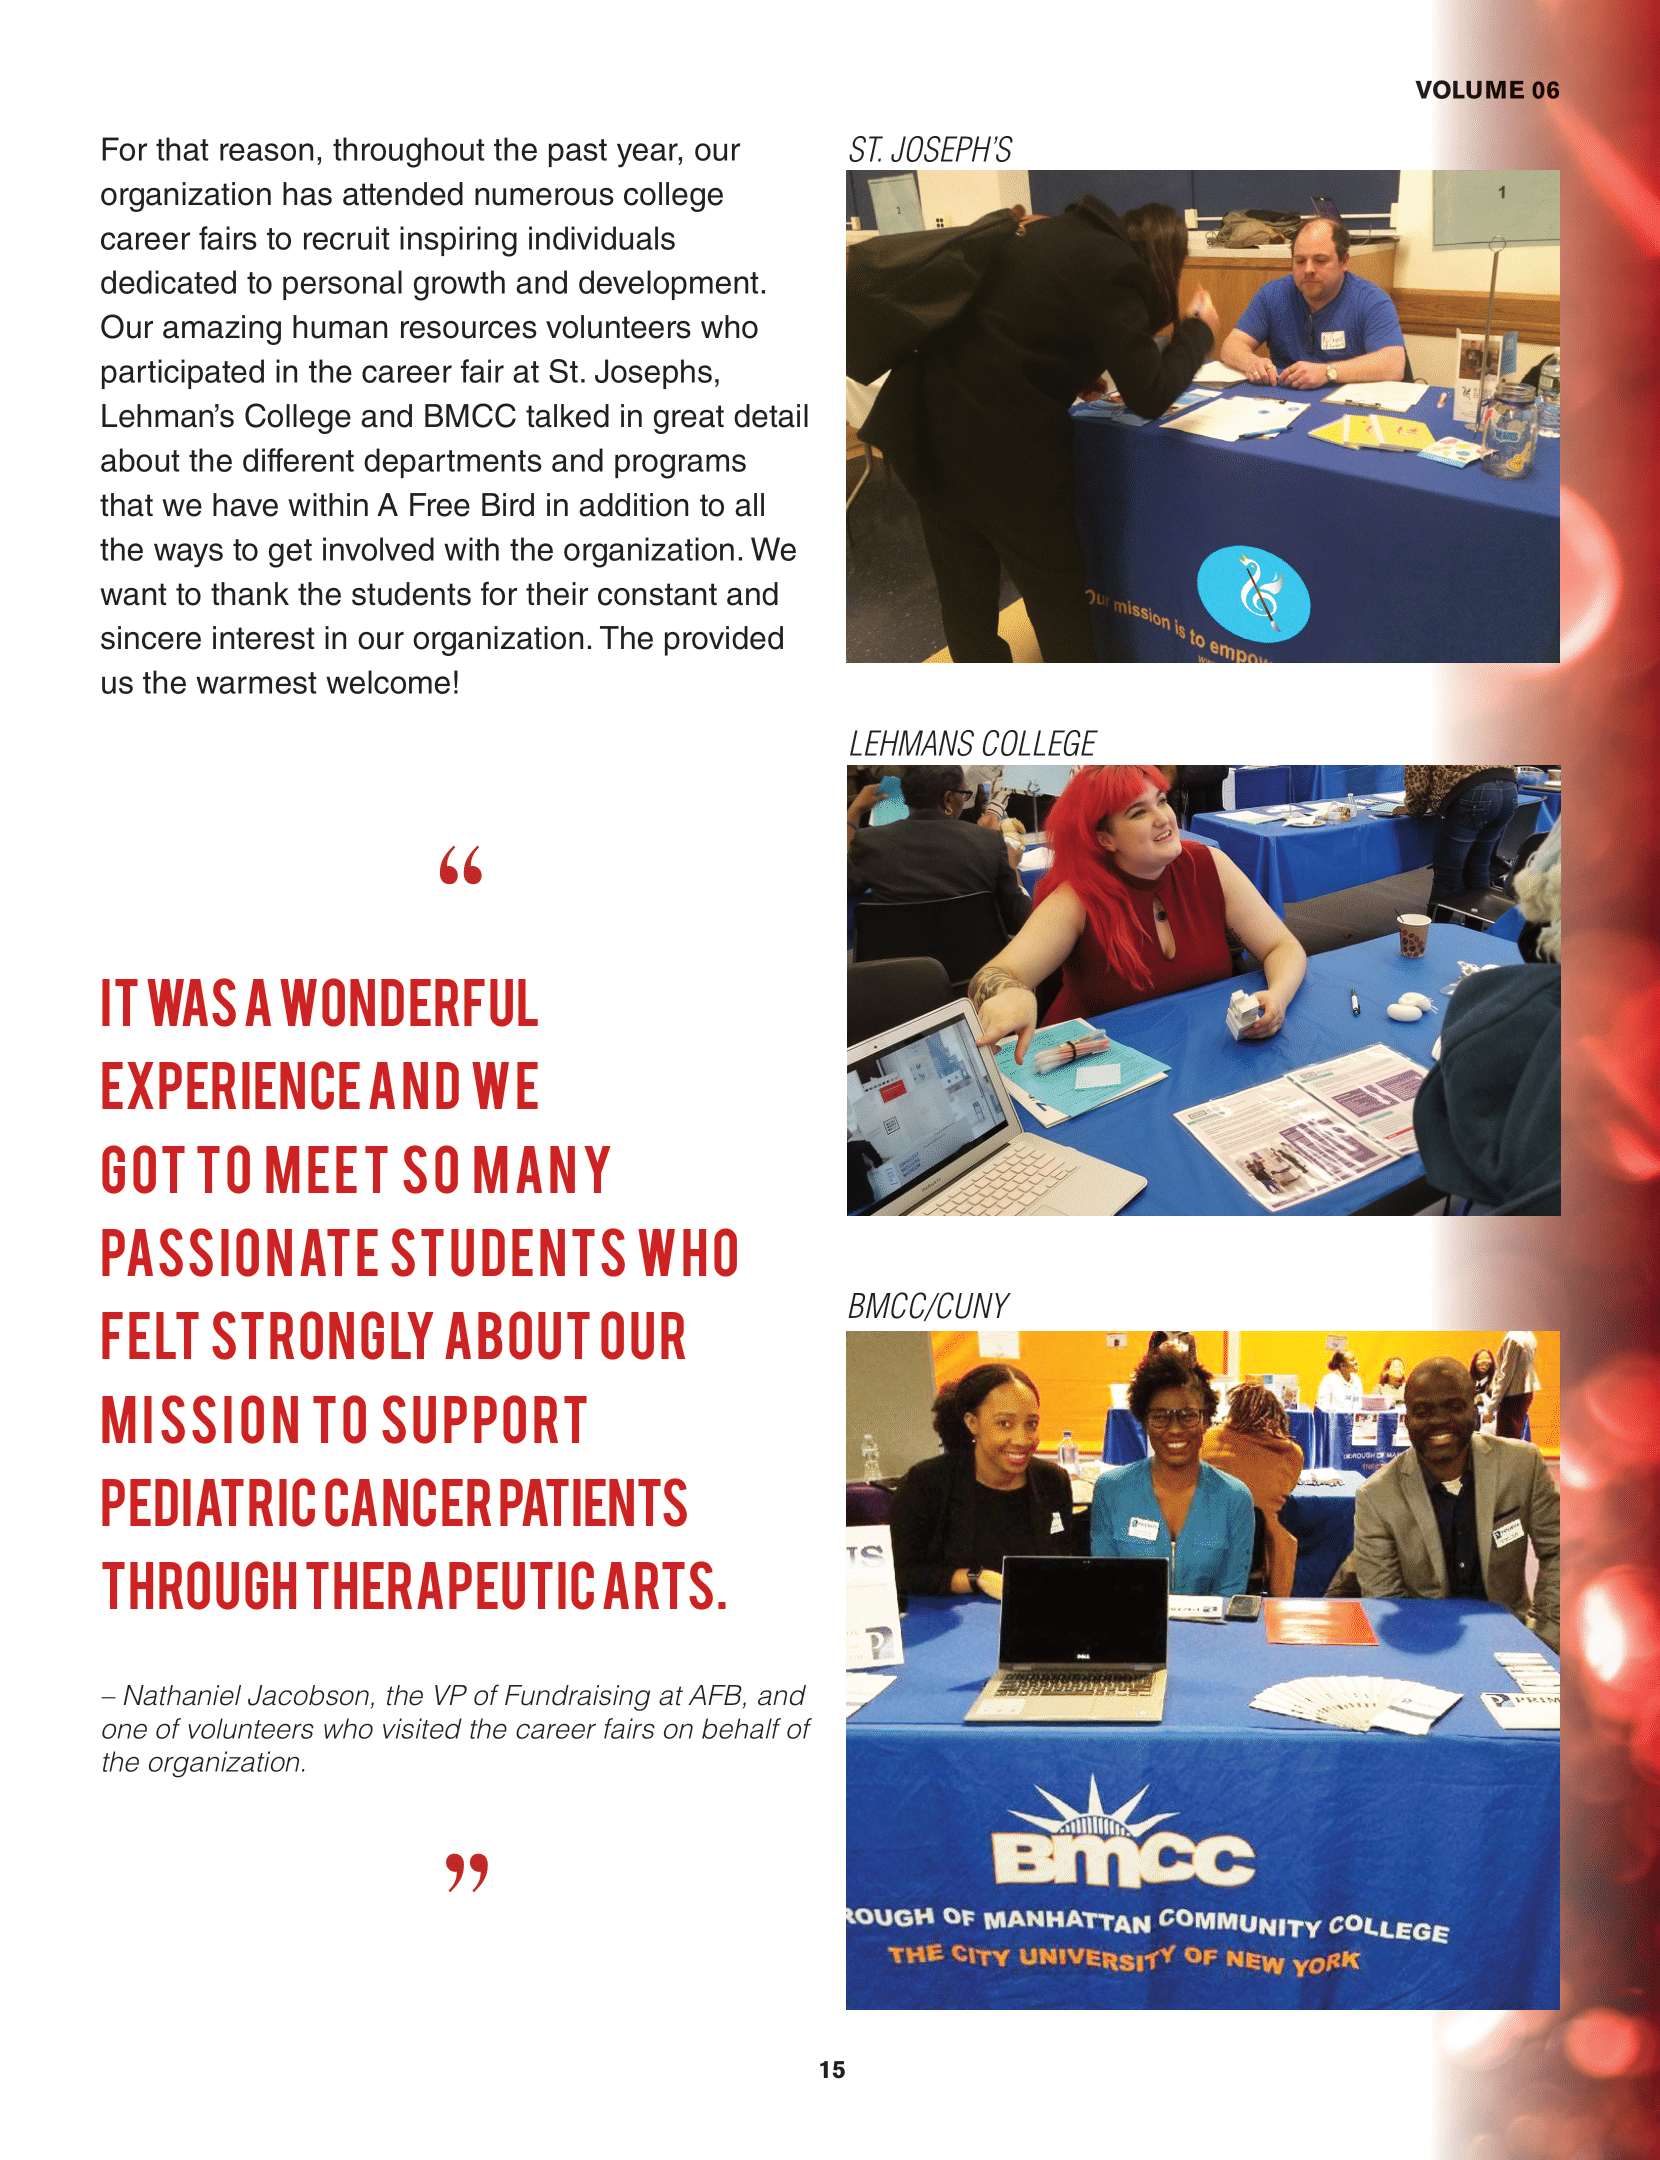 VOLUME 06
For that reason, throughout the past year, our
organization has attended numerous college
career fairs to recruit inspiring individuals
dedicated to personal growth and development.
Our amazing human resources volunteers who
participated in the career fair at St. Josephs,
Lehman's College and BMCC talked in great detail
about the different departments and programs
that we have within A Free Bird in addition to all
the ways to get involved with the organization. We
want to thank the students for their constant and
sincere interest in our organization. The provided
us the warmest welcome!
“
IT WAS A WONDERFUL
EXPERIENCE AND WE
GOT TO MEET SO MANY
PASSIONATE STUDENTS WHO
FELT STRONGLY ABOUT OUR
MISSION TO SUPPORT
PEDIATRIC CANCER PATIENTS
THROUGH THERAPEUTIC ARTS.
– Nathaniel Jacobson, the VP of Fundraising at AFB, and
one of volunteers who visited the career fairs on behalf of
the organization.
”
ST. JOSEPH'S
2
1
Our mission is to empow
LEHMANS COLLEGE
BMCC/CUNY
DELL
PRIM
BMCC
ROUGH OF MANHATTAN COMMUNITY COLLEGE
THE CITY UNIVERSITY OF NEW YORK
15